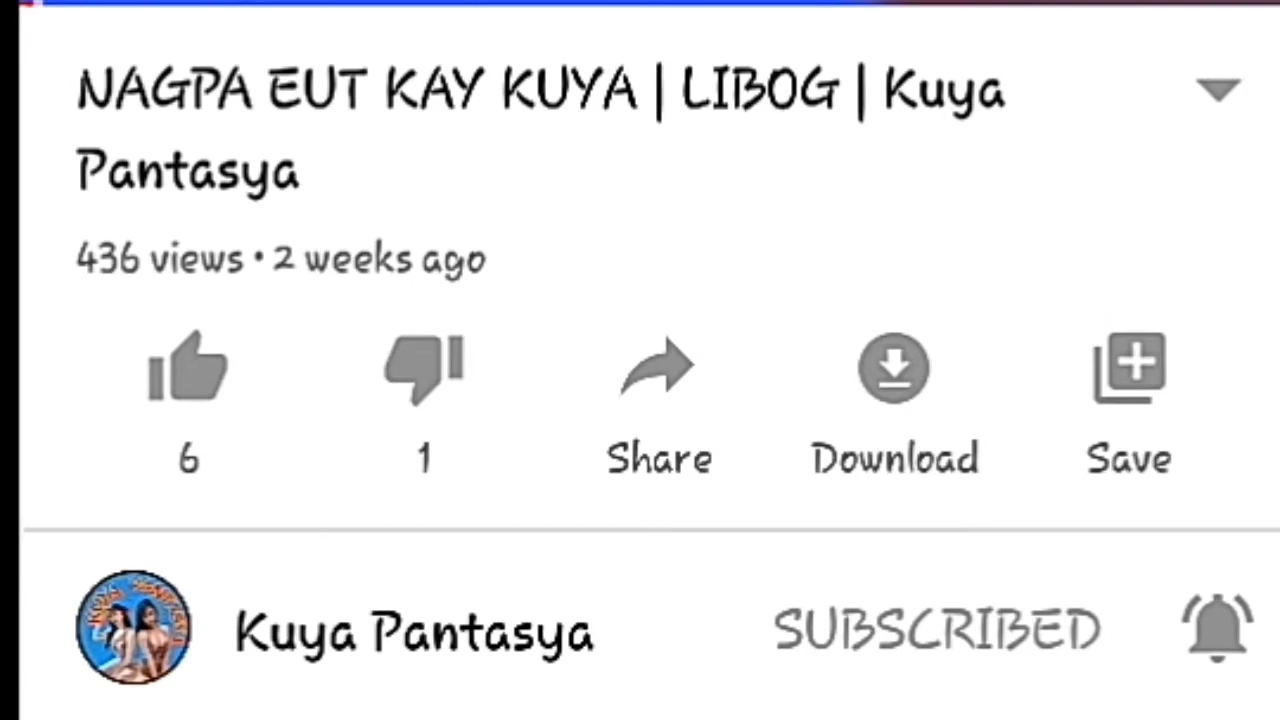 NAGPA EUT KAY KUYA | LIBOG | Kuya
Pantasya
436 views • 2 weeks ago
6 1 Share Download Save
Kuya Pantasya SUBSCRIBED